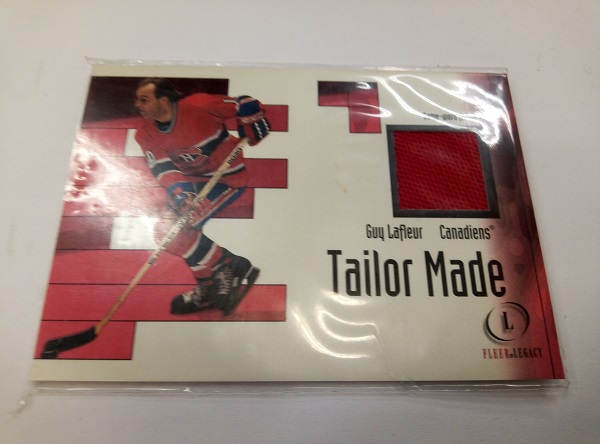 Guy Lafleur Canadiens®
Tailor Made
L
FLEER LEGACY